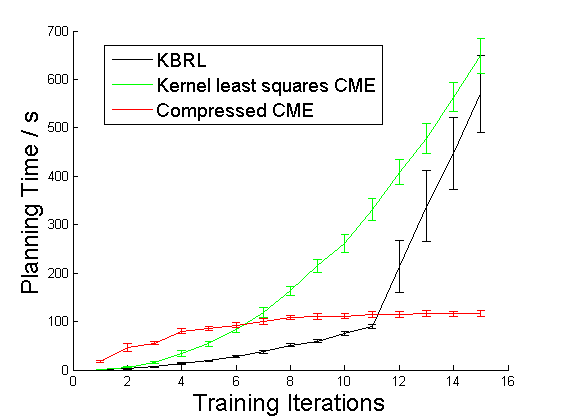 700
600
500
400
300
200
100
0
Planning Time / s
KBRL
Kernel least squares CME
Compressed CME
0 2 4 6 8 10 12 14 16
Training Iterations